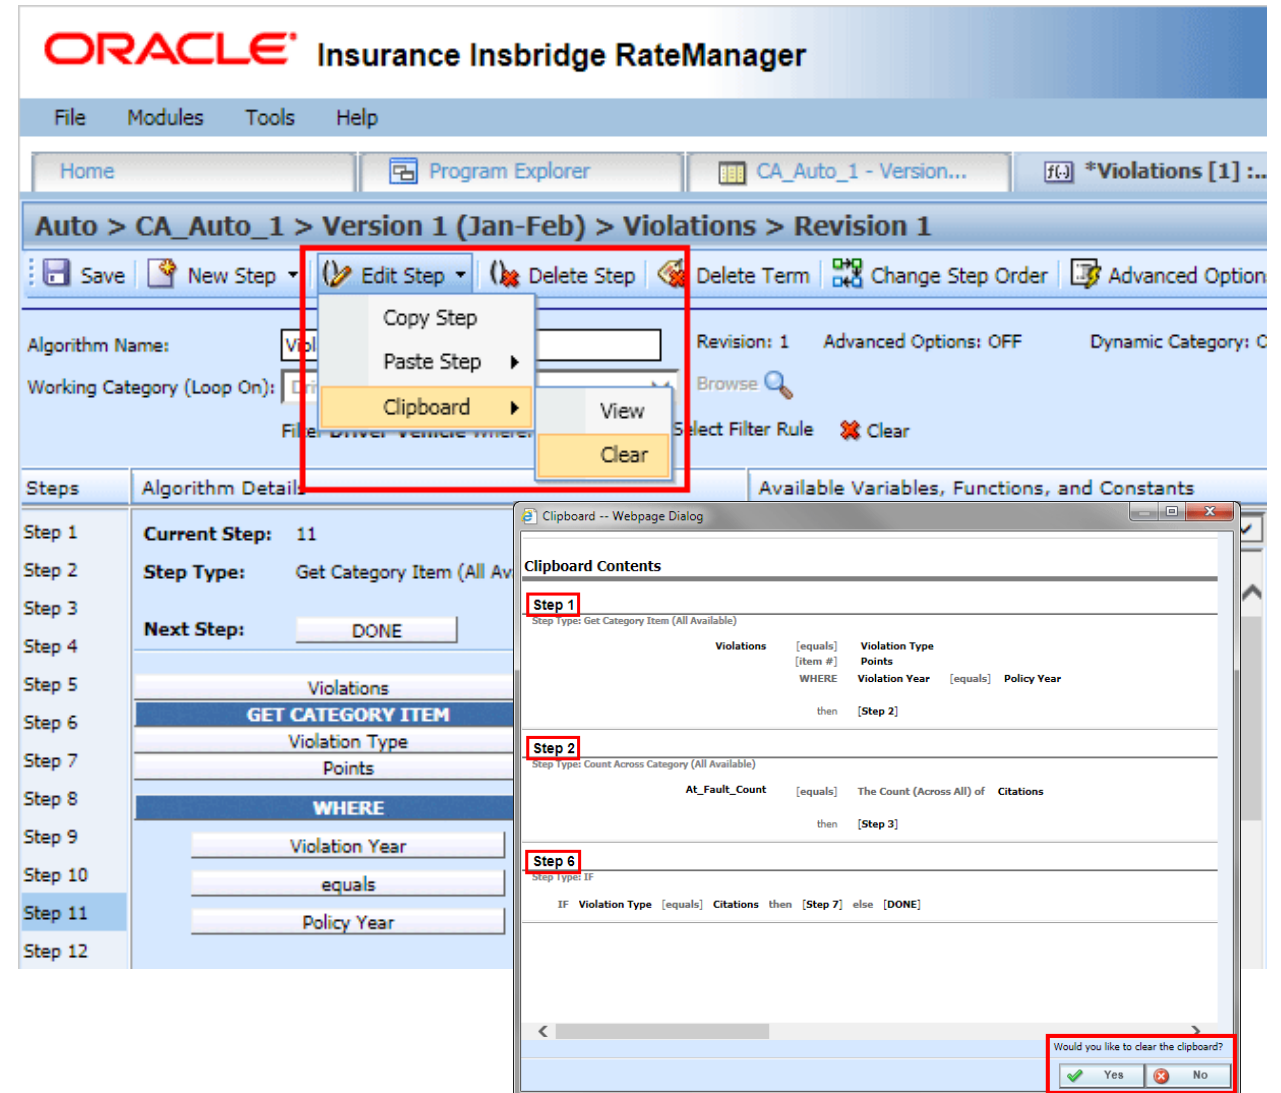 ORACLE Insurance Insbridge RateManager
File Modules Tools Help
Home Program Explorer CA_Auto_1 - Version... *Violations [1] :..
Auto > CA_Auto_1 > Version 1 (Jan-Feb) > Violations > Revision 1
Save New Step Edit Step Delete Step Delete Term Change Step Order Advanced Option
Copy Step
Paste Step
Clipboard
View
Clear
Algorithm Name: Viol Revision: 1 Advanced Options: OFF Dynamic Category: O
Working Category (Loop On): Dri Browse
Filter Driver Vehicle Where: Select Filter Rule Clear
Steps Algorithm Details Available Variables, Functions, and Constants
Step 1
Step 2
Step 3
Step 4
Step 5
Step 6
Step 7
Step 8
Step 9
Step 10
Step 11
Step 12
Current Step: 11
Step Type: Get Category Item (All Av
Next Step: DONE
Violations
GET CATEGORY ITEM
Violation Type
Points
WHERE
Violation Year
equals
Policy Year
Clipboard -- Webpage Dialog
Clipboard Contents
Step 1
Step Type: Get Category Item (All Available)
Violations [equals] Violation Type
[item #] Points
WHERE Violation Year [equals] Policy Year
then [Step 2]
Step 2
Step Type: Count Across Category (All Available)
At_Fault_Count [equals] The Count (Across All) of Citations
then [Step 3]
Step 6
Step Type: IF
IF Violation Type [equals] Citations then [Step 7] else [DONE]
Would you like to clear the clipboard?
Yes No